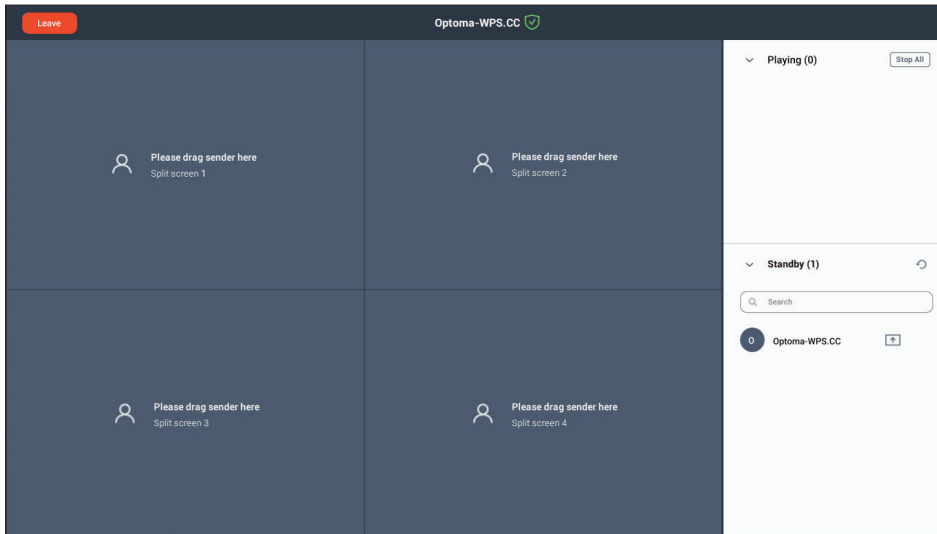 Leave
Optoma-WPS.CC
Please drag sender here
Split screen 1
Please drag sender here
Split screen 2
Please drag sender here
Split screen 3
Please drag sender here
Split screen 4
Playing (0)
Stop All
Standby (1)
Search
O
Optoma-WPS.CC